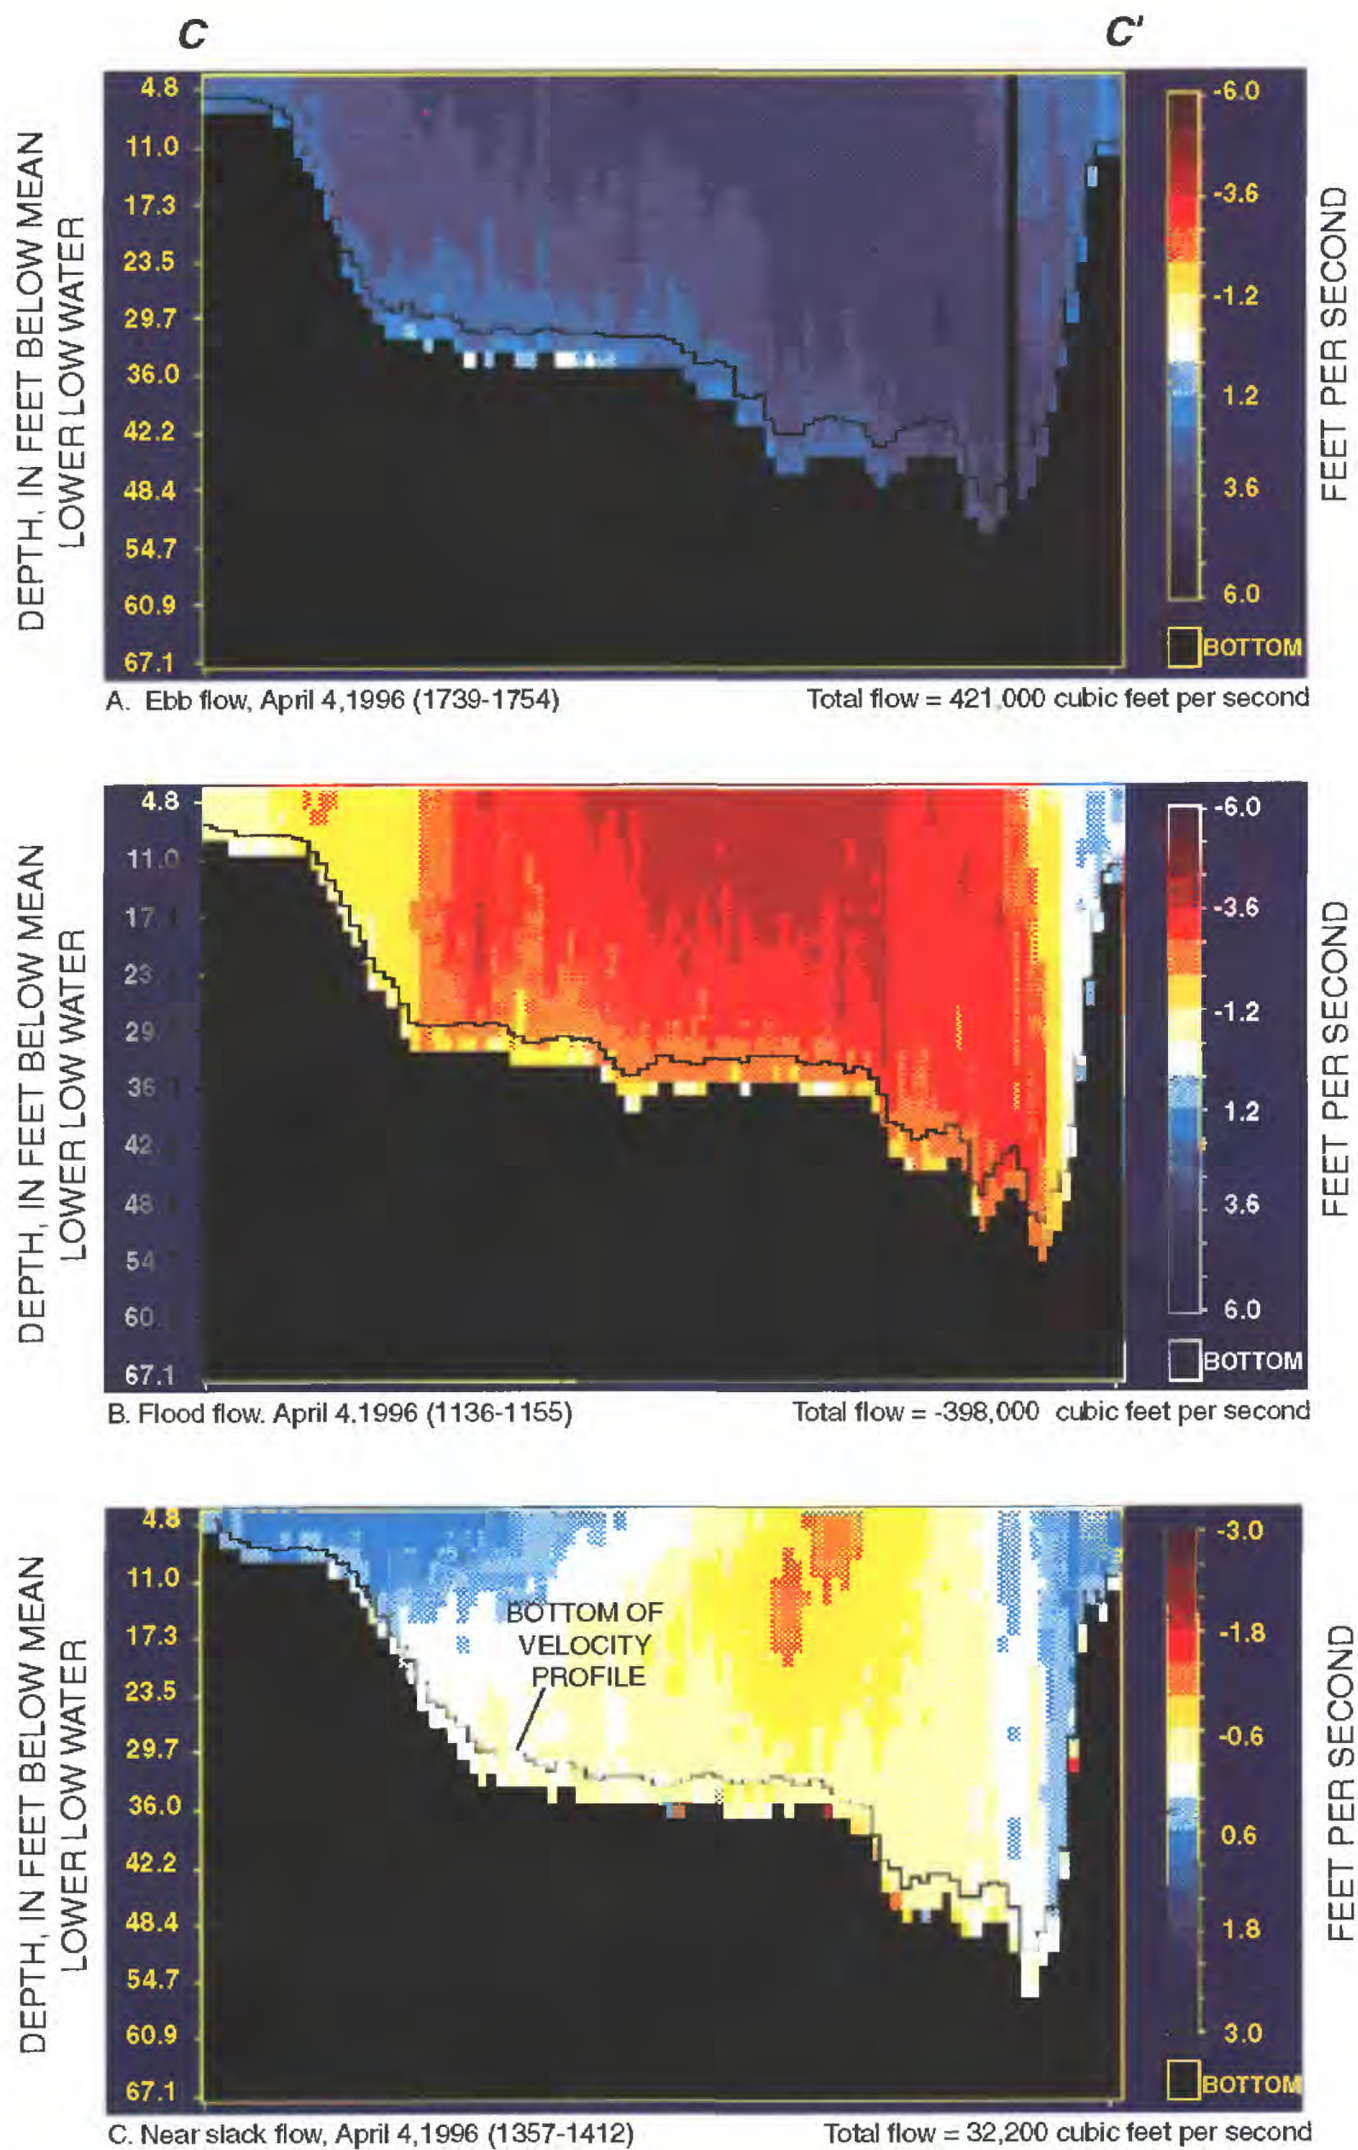 C C'
DEPTH, IN FEET BELOW MEAN
LOWER LOW WATER
4.8
11.0
17.3
23.5
29.7
36.0
42.2
48.4
54.7
60.9
67.1
-6.0
-3.6
-1.2
1.2
3.6
6.0
BOTTOM
FEET PER SECOND
A. Ebb flow, April 4,1996 (1739-1754) Total flow = 421,000 cubic feet per second
DEPTH, IN FEET BELOW MEAN
LOWER LOW WATER
4.8
11.0
17.
23
29
36
42
48
54
60
67.1
-6.0
-3.6
-1.2
1.2
3.6
6.0
BOTTOM
FEET PER SECOND
B. Flood flow. April 4,1996 (1136-1155) Total flow = -398,000 cubic feet per second
DEPTH, IN FEET BELOW MEAN
LOWER LOW WATER
4.8
11.0
17.3
23.5
29.7
36.0
42.2
48.4
54.7
60.9
67.1
BOTTOM OF
VELOCITY
PROFILE
-3.0
-1.8
-0.6
0.6
1.8
3.0
BOTTOM
FEET PER SECOND
C. Near slack flow, April 4,1996 (1357-1412) Total flow = 32,200 cubic feet per second